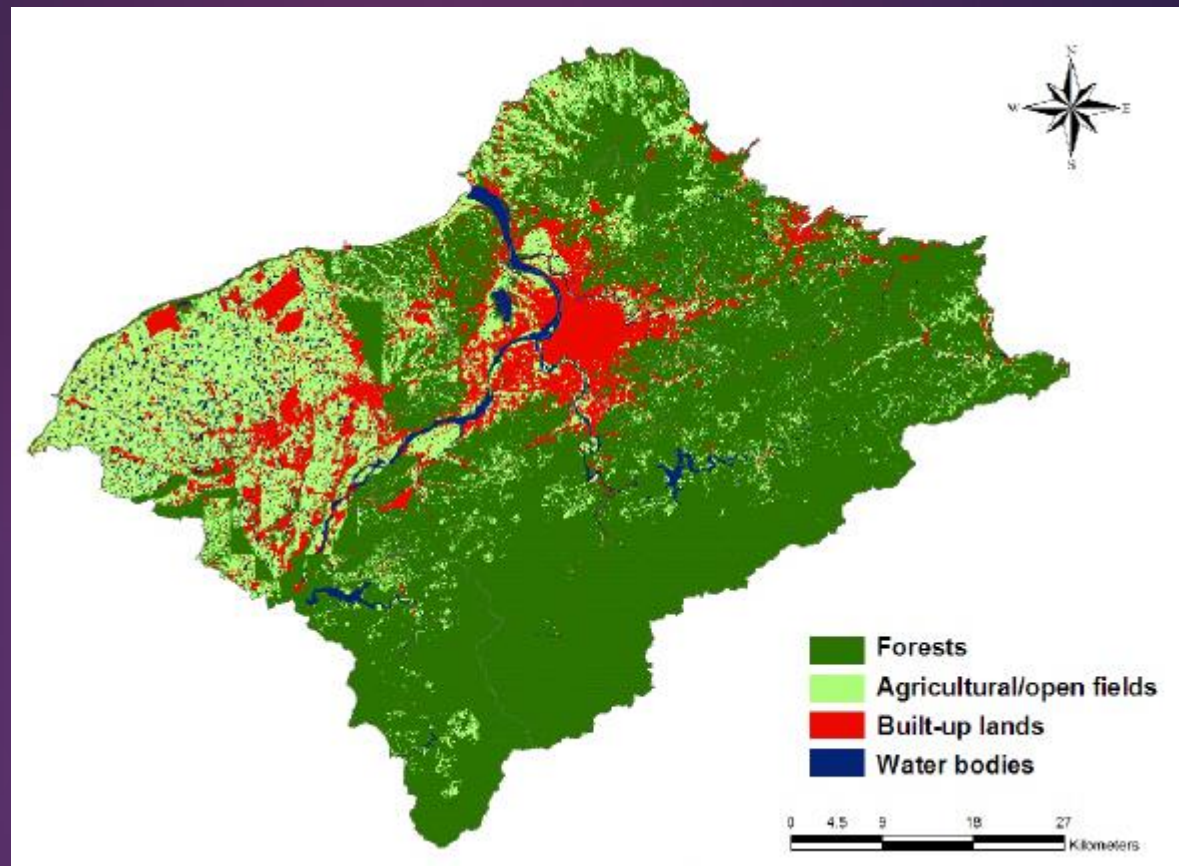 N
W E
S
Forests
Agricultural/open fields
Built-up lands
Water bodies
0 4.5 9 18 27
Kilometers